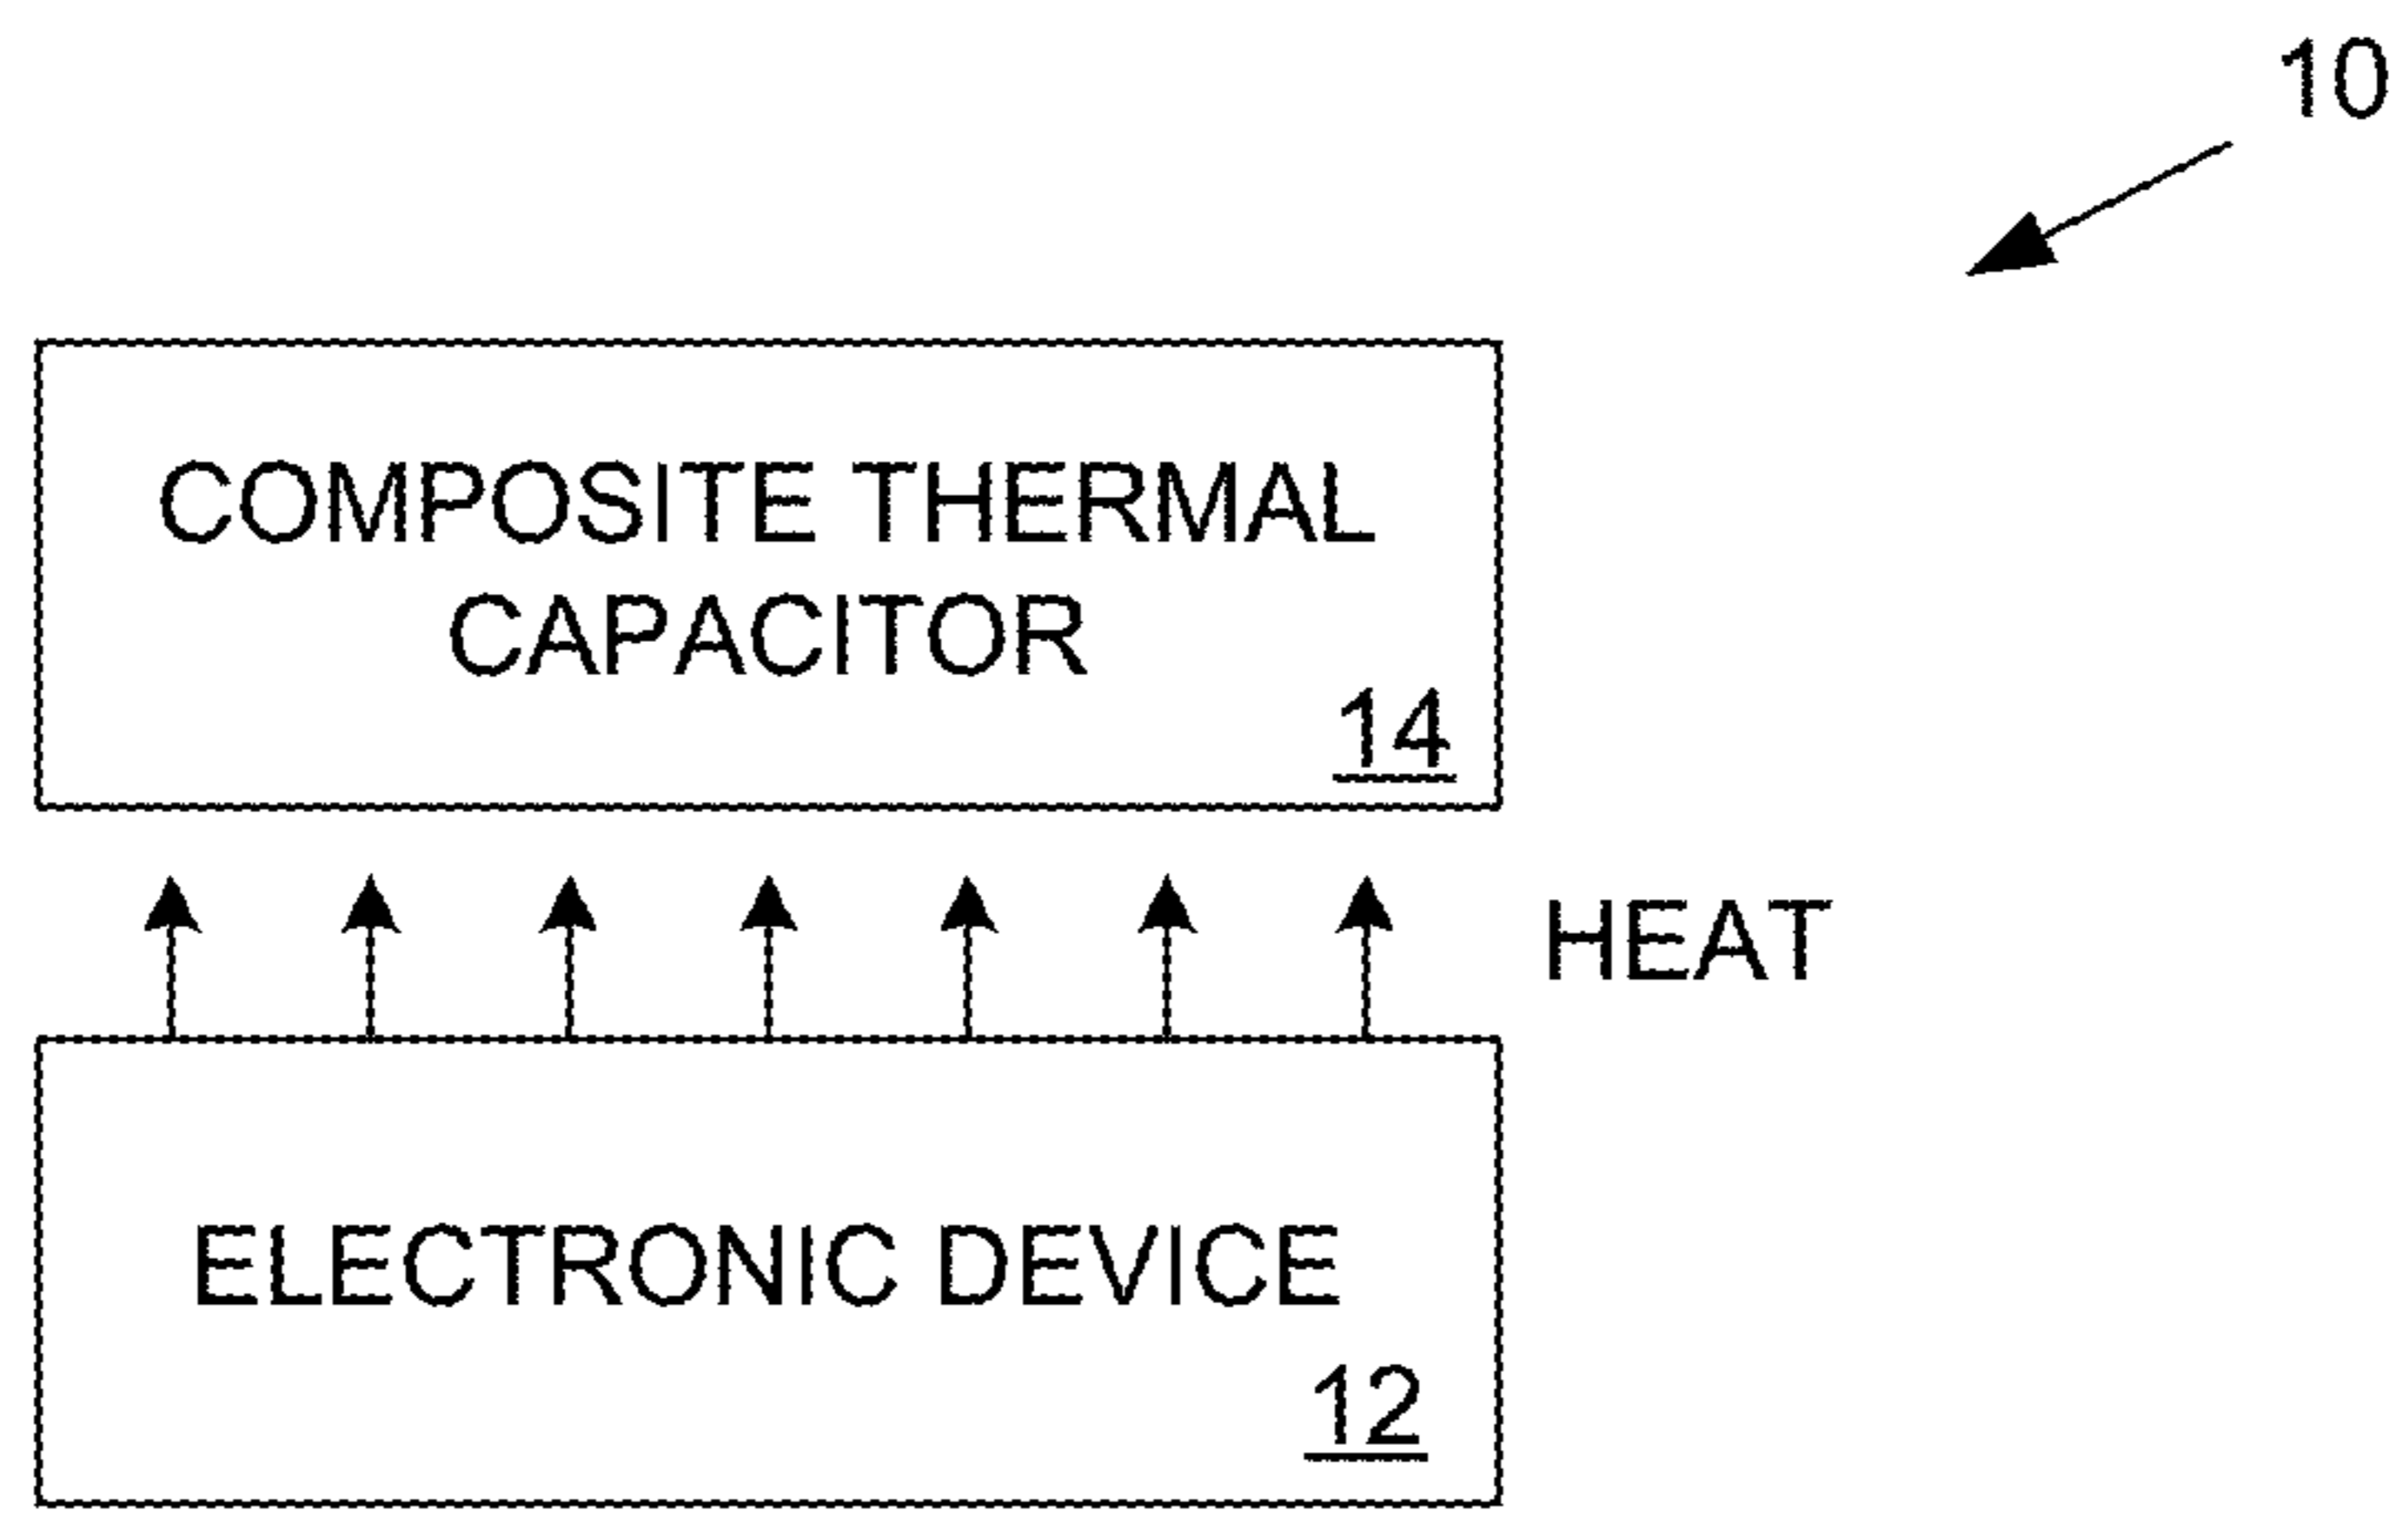 10
COMPOSITE THERMAL
CAPACITOR
14
HEAT
ELECTRONIC DEVICE
12